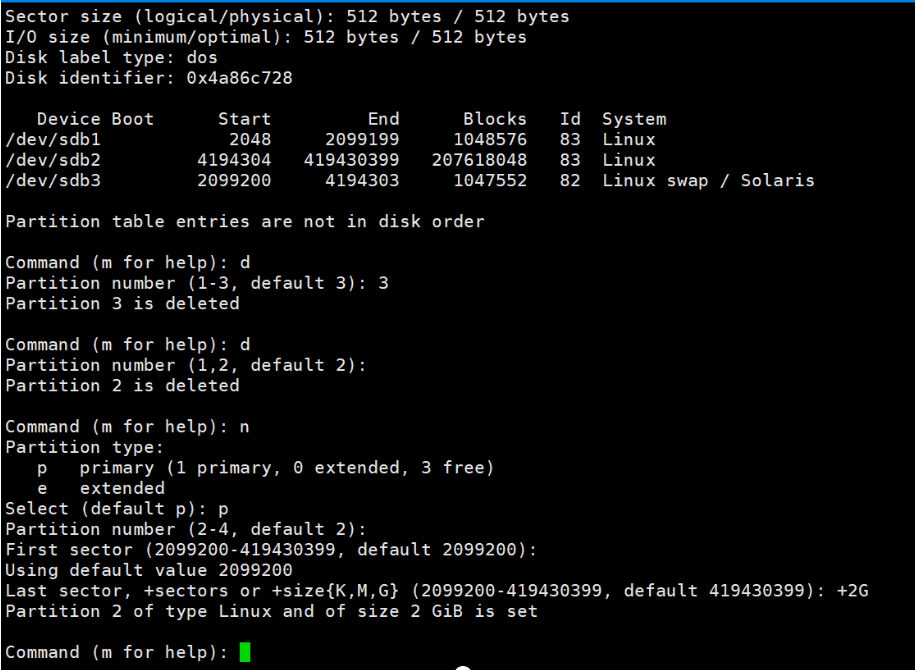 Sector size (logical/physical): 512 bytes / 512 bytes
I/O size (minimum/optimal): 512 bytes / 512 bytes
Disk label type: dos
Disk identifier: 0x4a86c728

   Device Boot      Start         End      Blocks   Id  System
/dev/sdb1            2048     2099199     1048576   83  Linux
/dev/sdb2         4194304   419430399   207618048   83  Linux
/dev/sdb3         2099200     4194303     1047552   82  Linux swap / Solaris

Partition table entries are not in disk order

Command (m for help): d
Partition number (1-3, default 3): 3
Partition 3 is deleted

Command (m for help): d
Partition number (1,2, default 2):
Partition 2 is deleted

Command (m for help): n
Partition type:
   p   primary (1 primary, 0 extended, 3 free)
   e   extended
Select (default p): p
Partition number (2-4, default 2):
First sector (2099200-419430399, default 2099200):
Using default value 2099200
Last sector, +sectors or +size{K,M,G} (2099200-419430399, default 419430399): +2G
Partition 2 of type Linux and of size 2 GiB is set

Command (m for help):